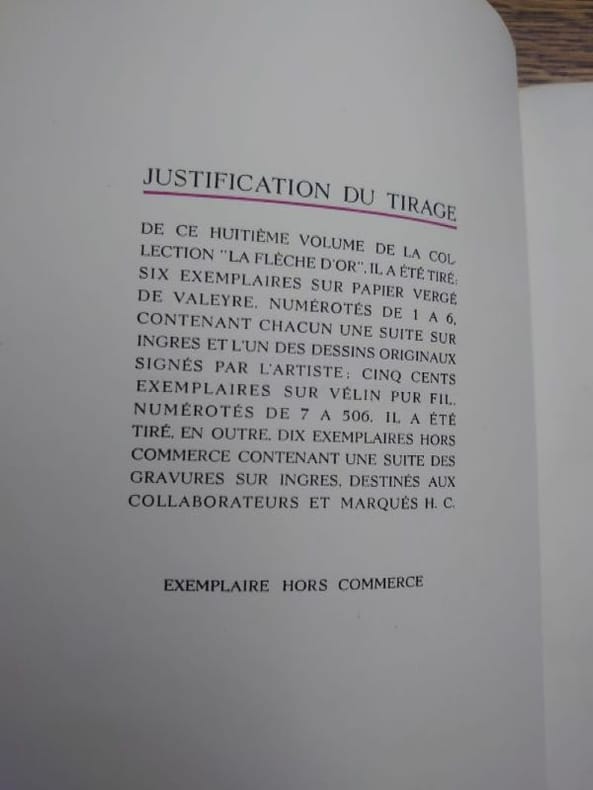 JUSTIFICATION DU TIRAGE
DE CE HUITIÈME VOLUME DE LA COL-
LECTION "LA FLÈCHE D'OR", IL A ÉTÉ TIRÉ:
SIX EXEMPLAIRES SUR PAPIER VERGÉ
DE VALEYRE, NUMÉROTÉS DE 1 A 6,
CONTENANT CHACUN UNE SUITE SUR
INGRES ET L'UN DES DESSINS ORIGINAUX
SIGNÉS PAR L'ARTISTE; CINQ CENTS
EXEMPLAIRES SUR VÉLIN PUR FIL,
NUMÉROTÉS DE 7 A 506. IL A ÉTÉ
TIRÉ, EN OUTRE, DIX EXEMPLAIRES HORS
COMMERCE CONTENANT UNE SUITE DES
GRAVURES SUR INGRES, DESTINÉS AUX
COLLABORATEURS ET MARQUÉS H. C.
EXEMPLAIRE HORS COMMERCE